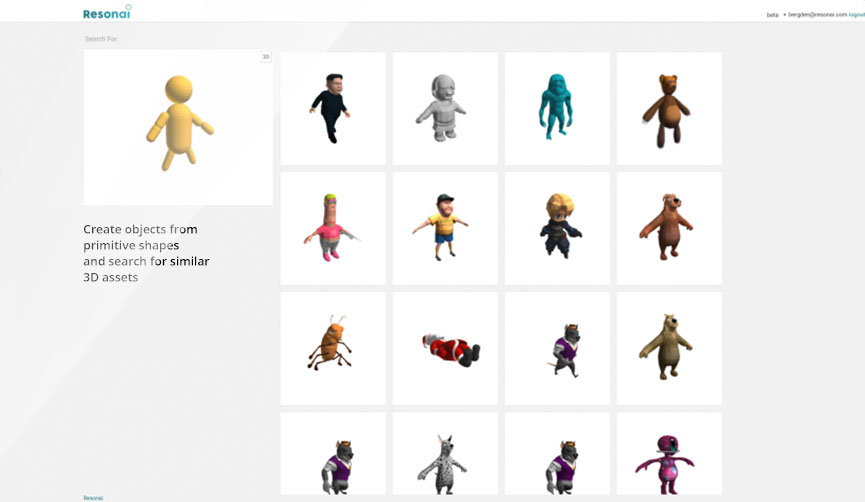 Resonai
beta • bergden@resonai.com logout
Search For:
3D
Create objects from
primitive shapes
and search for similar
3D assets
Resonai